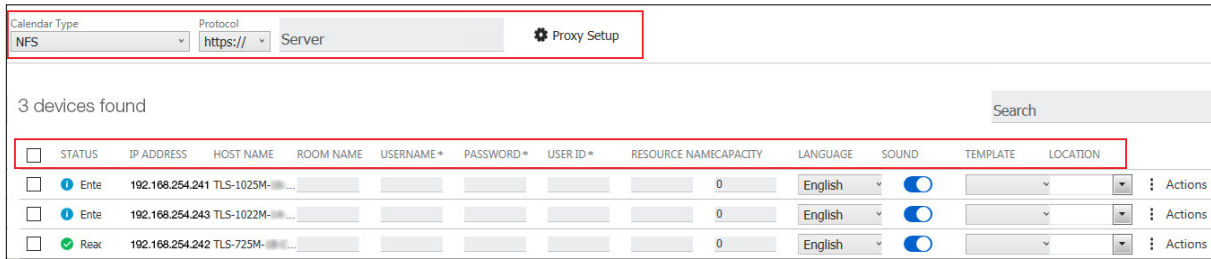 Calendar Type Protocol
NFS https:// Server Proxy Setup
3 devices found
Search
STATUS IP ADDRESS HOST NAME ROOM NAME USERNAME* PASSWORD* USER ID* RESOURCE NAMECAPACITY LANGUAGE SOUND TEMPLATE LOCATION
Ente 192.168.254.241 TLS-1025M- ... 0 English Actions
Ente 192.168.254.243 TLS-1022M- ... 0 English Actions
Reac 192.168.254.242 TLS-725M- ... 0 English Actions